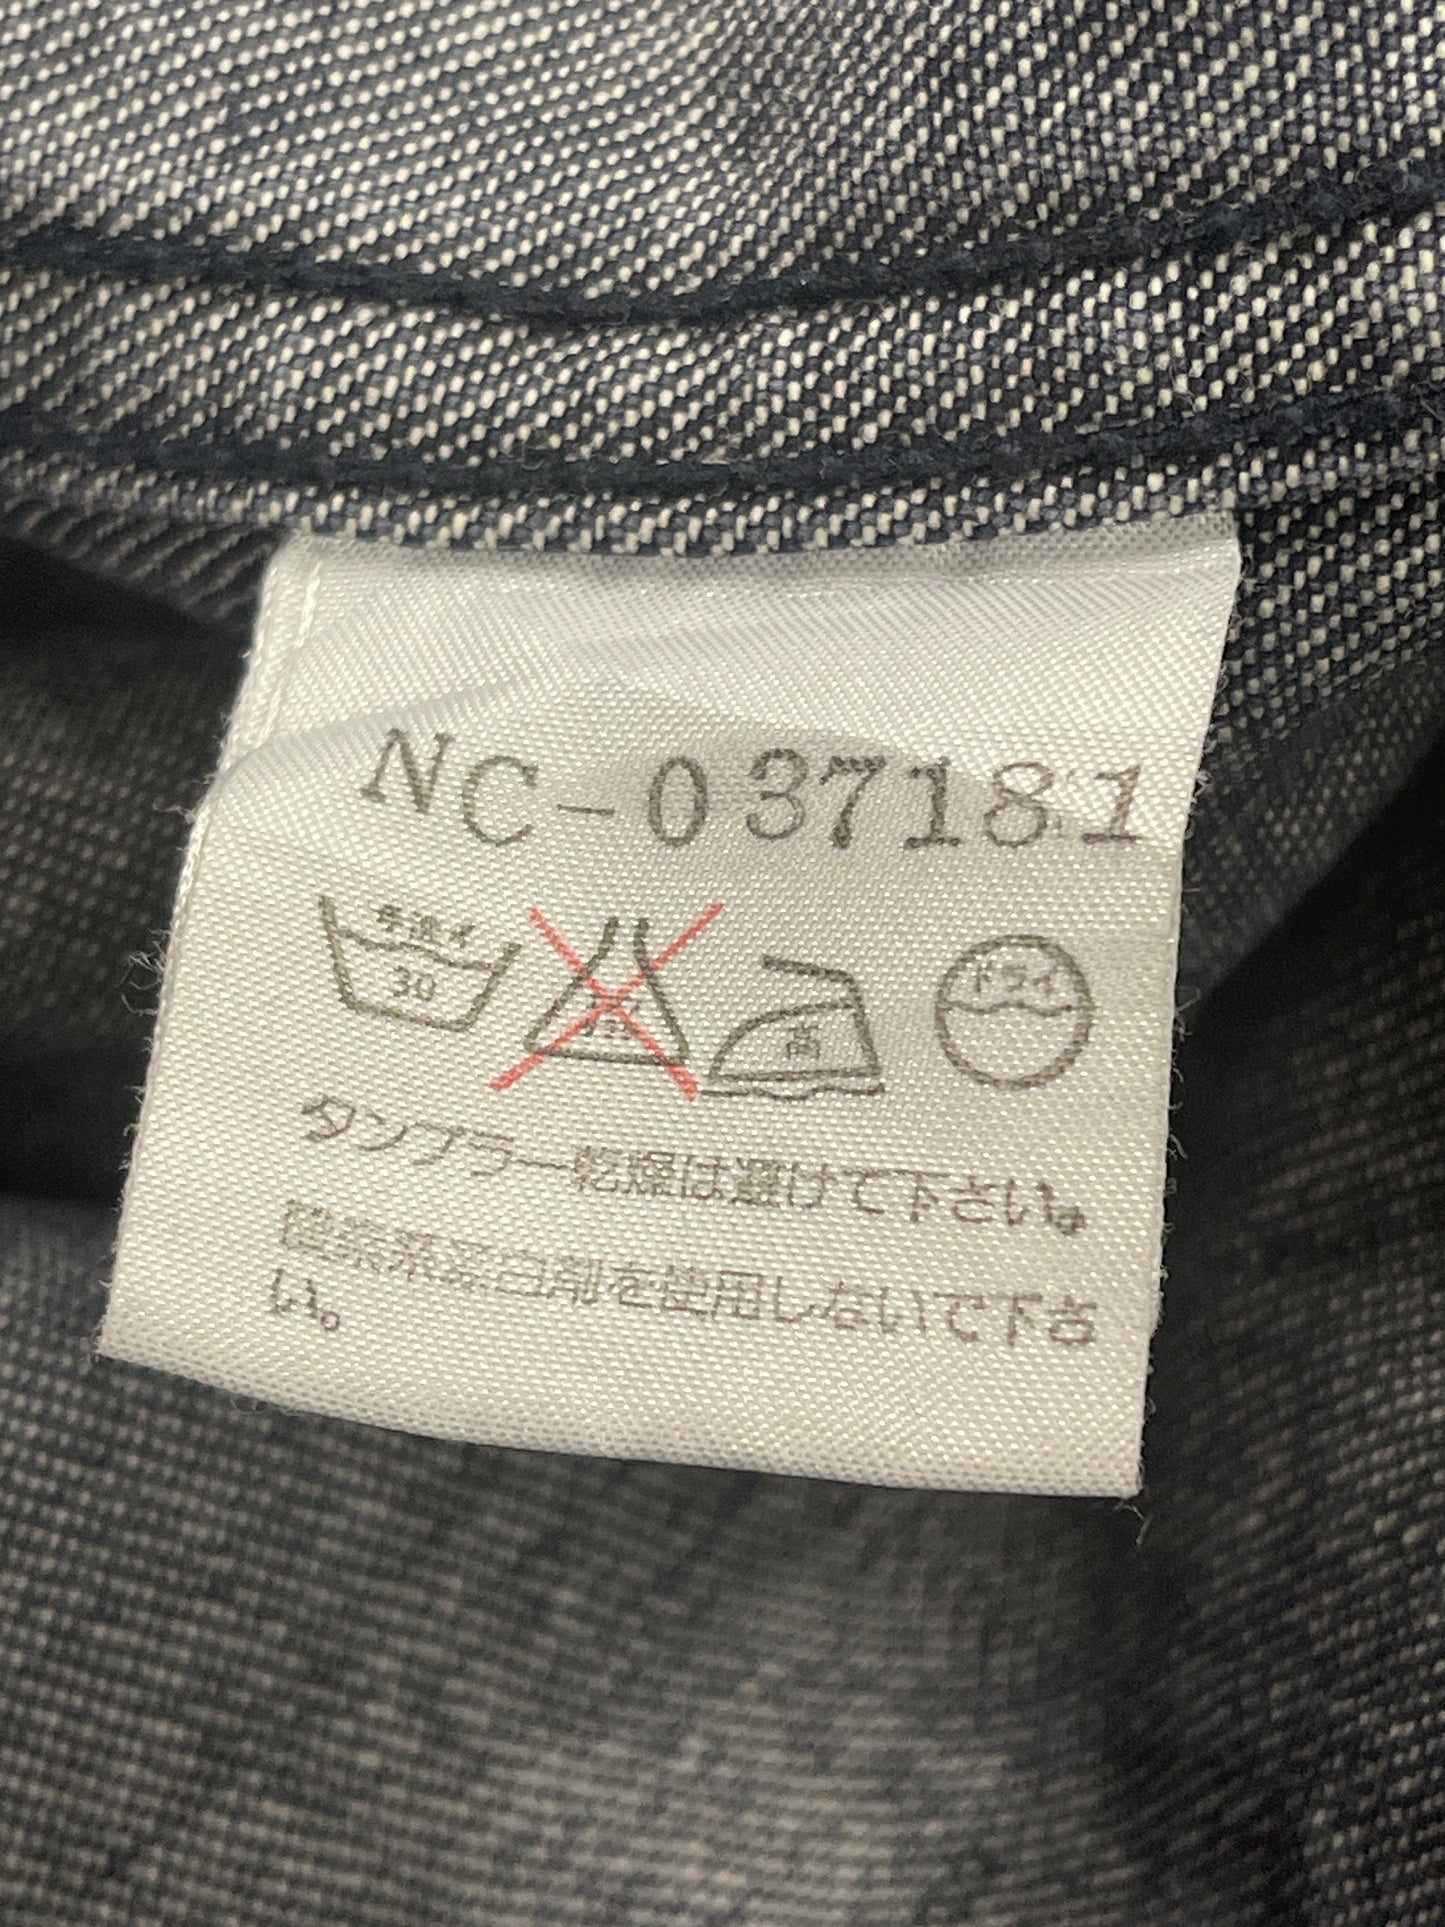 NC-037181
手洗イ 30 高 ドライ
タンブラー乾燥は避けて下さい。
酸素系漂白剤を使用しないで下さ
い。